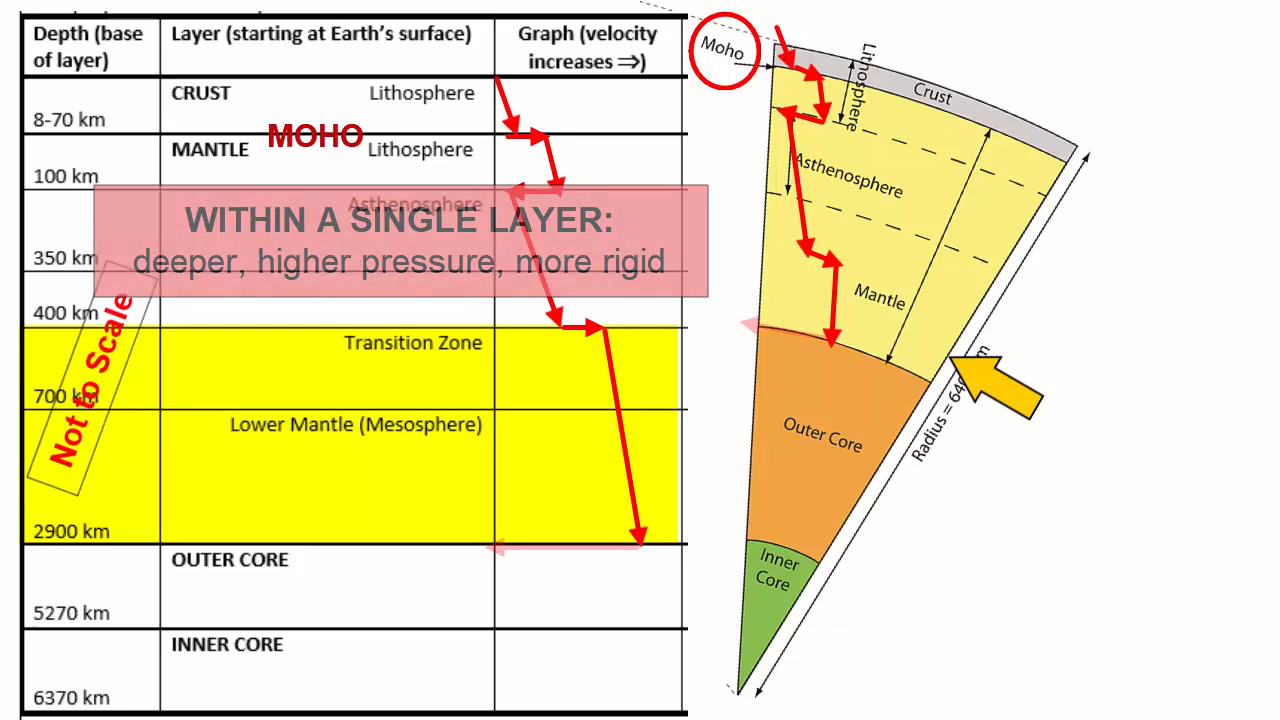 Depth (base of layer)
Layer (starting at Earth's surface)
Graph (velocity increases ⇒)
CRUST
Lithosphere
8-70 km
MOHO
MANTLE
Lithosphere
100 km
Asthenosphere
WITHIN A SINGLE LAYER:
deeper, higher pressure, more rigid
350 km
400 km
Not to Scale
Transition Zone
700 km
Lower Mantle (Mesosphere)
2900 km
OUTER CORE
5270 km
INNER CORE
6370 km
Moho
Lithosphere
Crust
Asthenosphere
Mantle
Outer Core
Inner
Core
Radius =